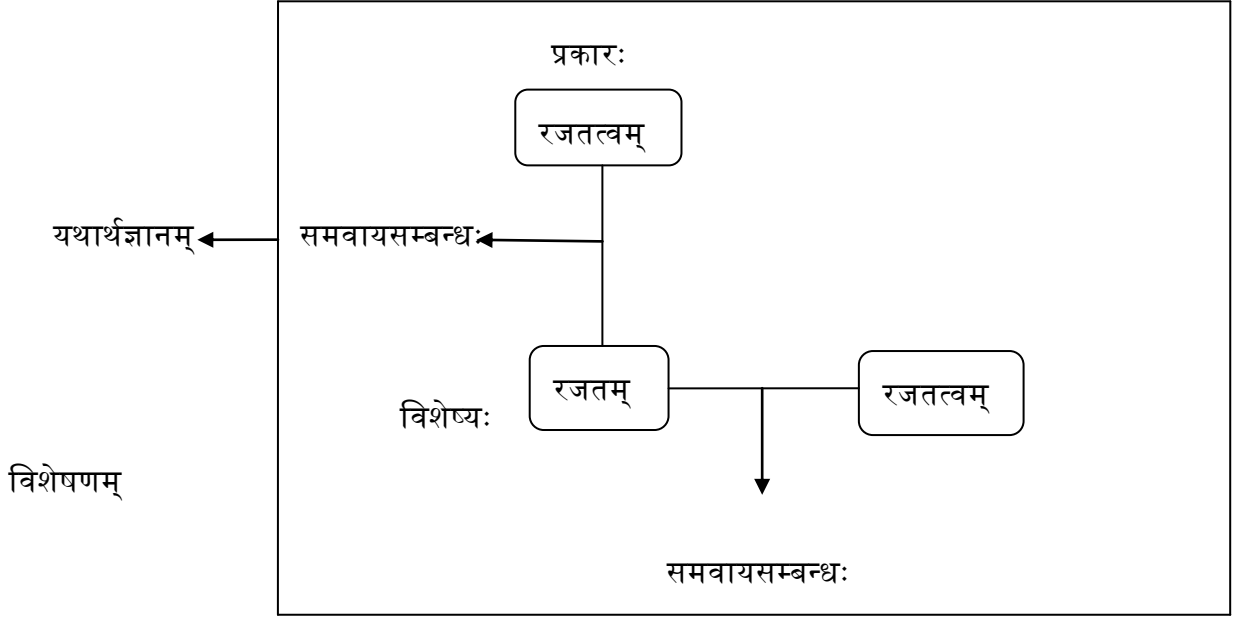 प्रकारः
रजतत्वम्
यथार्थज्ञानम्
समवायसम्बन्धः
रजतम्
रजतत्वम्
विशेष्यः
विशेषणम्
समवायसम्बन्धः